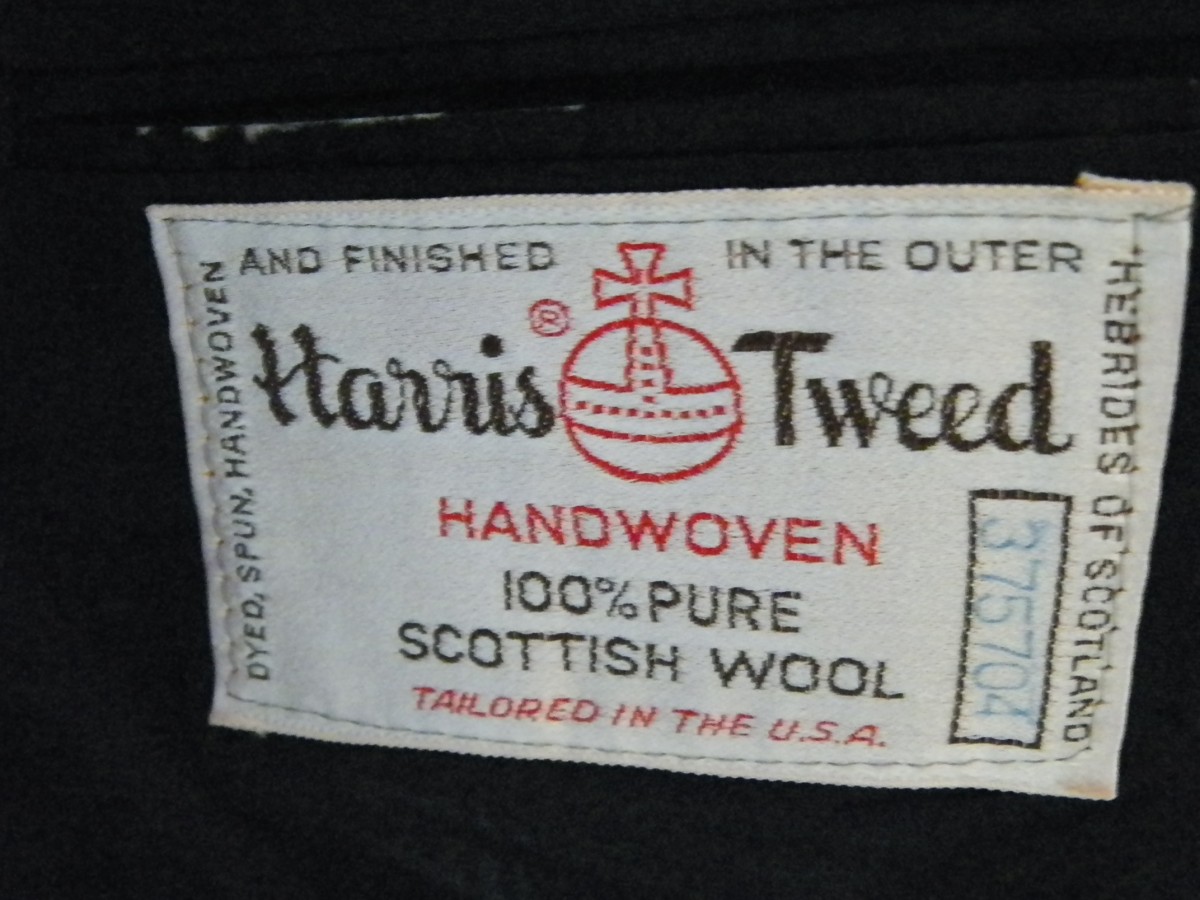 DYED, SPUN, HANDWOVEN
AND FINISHED IN THE OUTER
HEBRIDES OF SCOTLAND
Harris ® Tweed
HANDWOVEN
100% PURE
SCOTTISH WOOL
TAILORED IN THE U.S.A.
375704